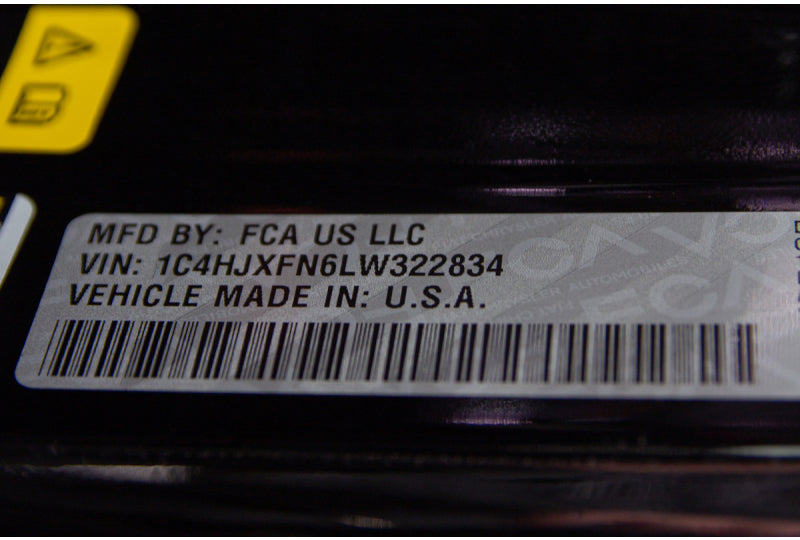 MFD BY: FCA US LLC
VIN: 1C4HJXFN6LW322834
VEHICLE MADE IN: U.S.A.